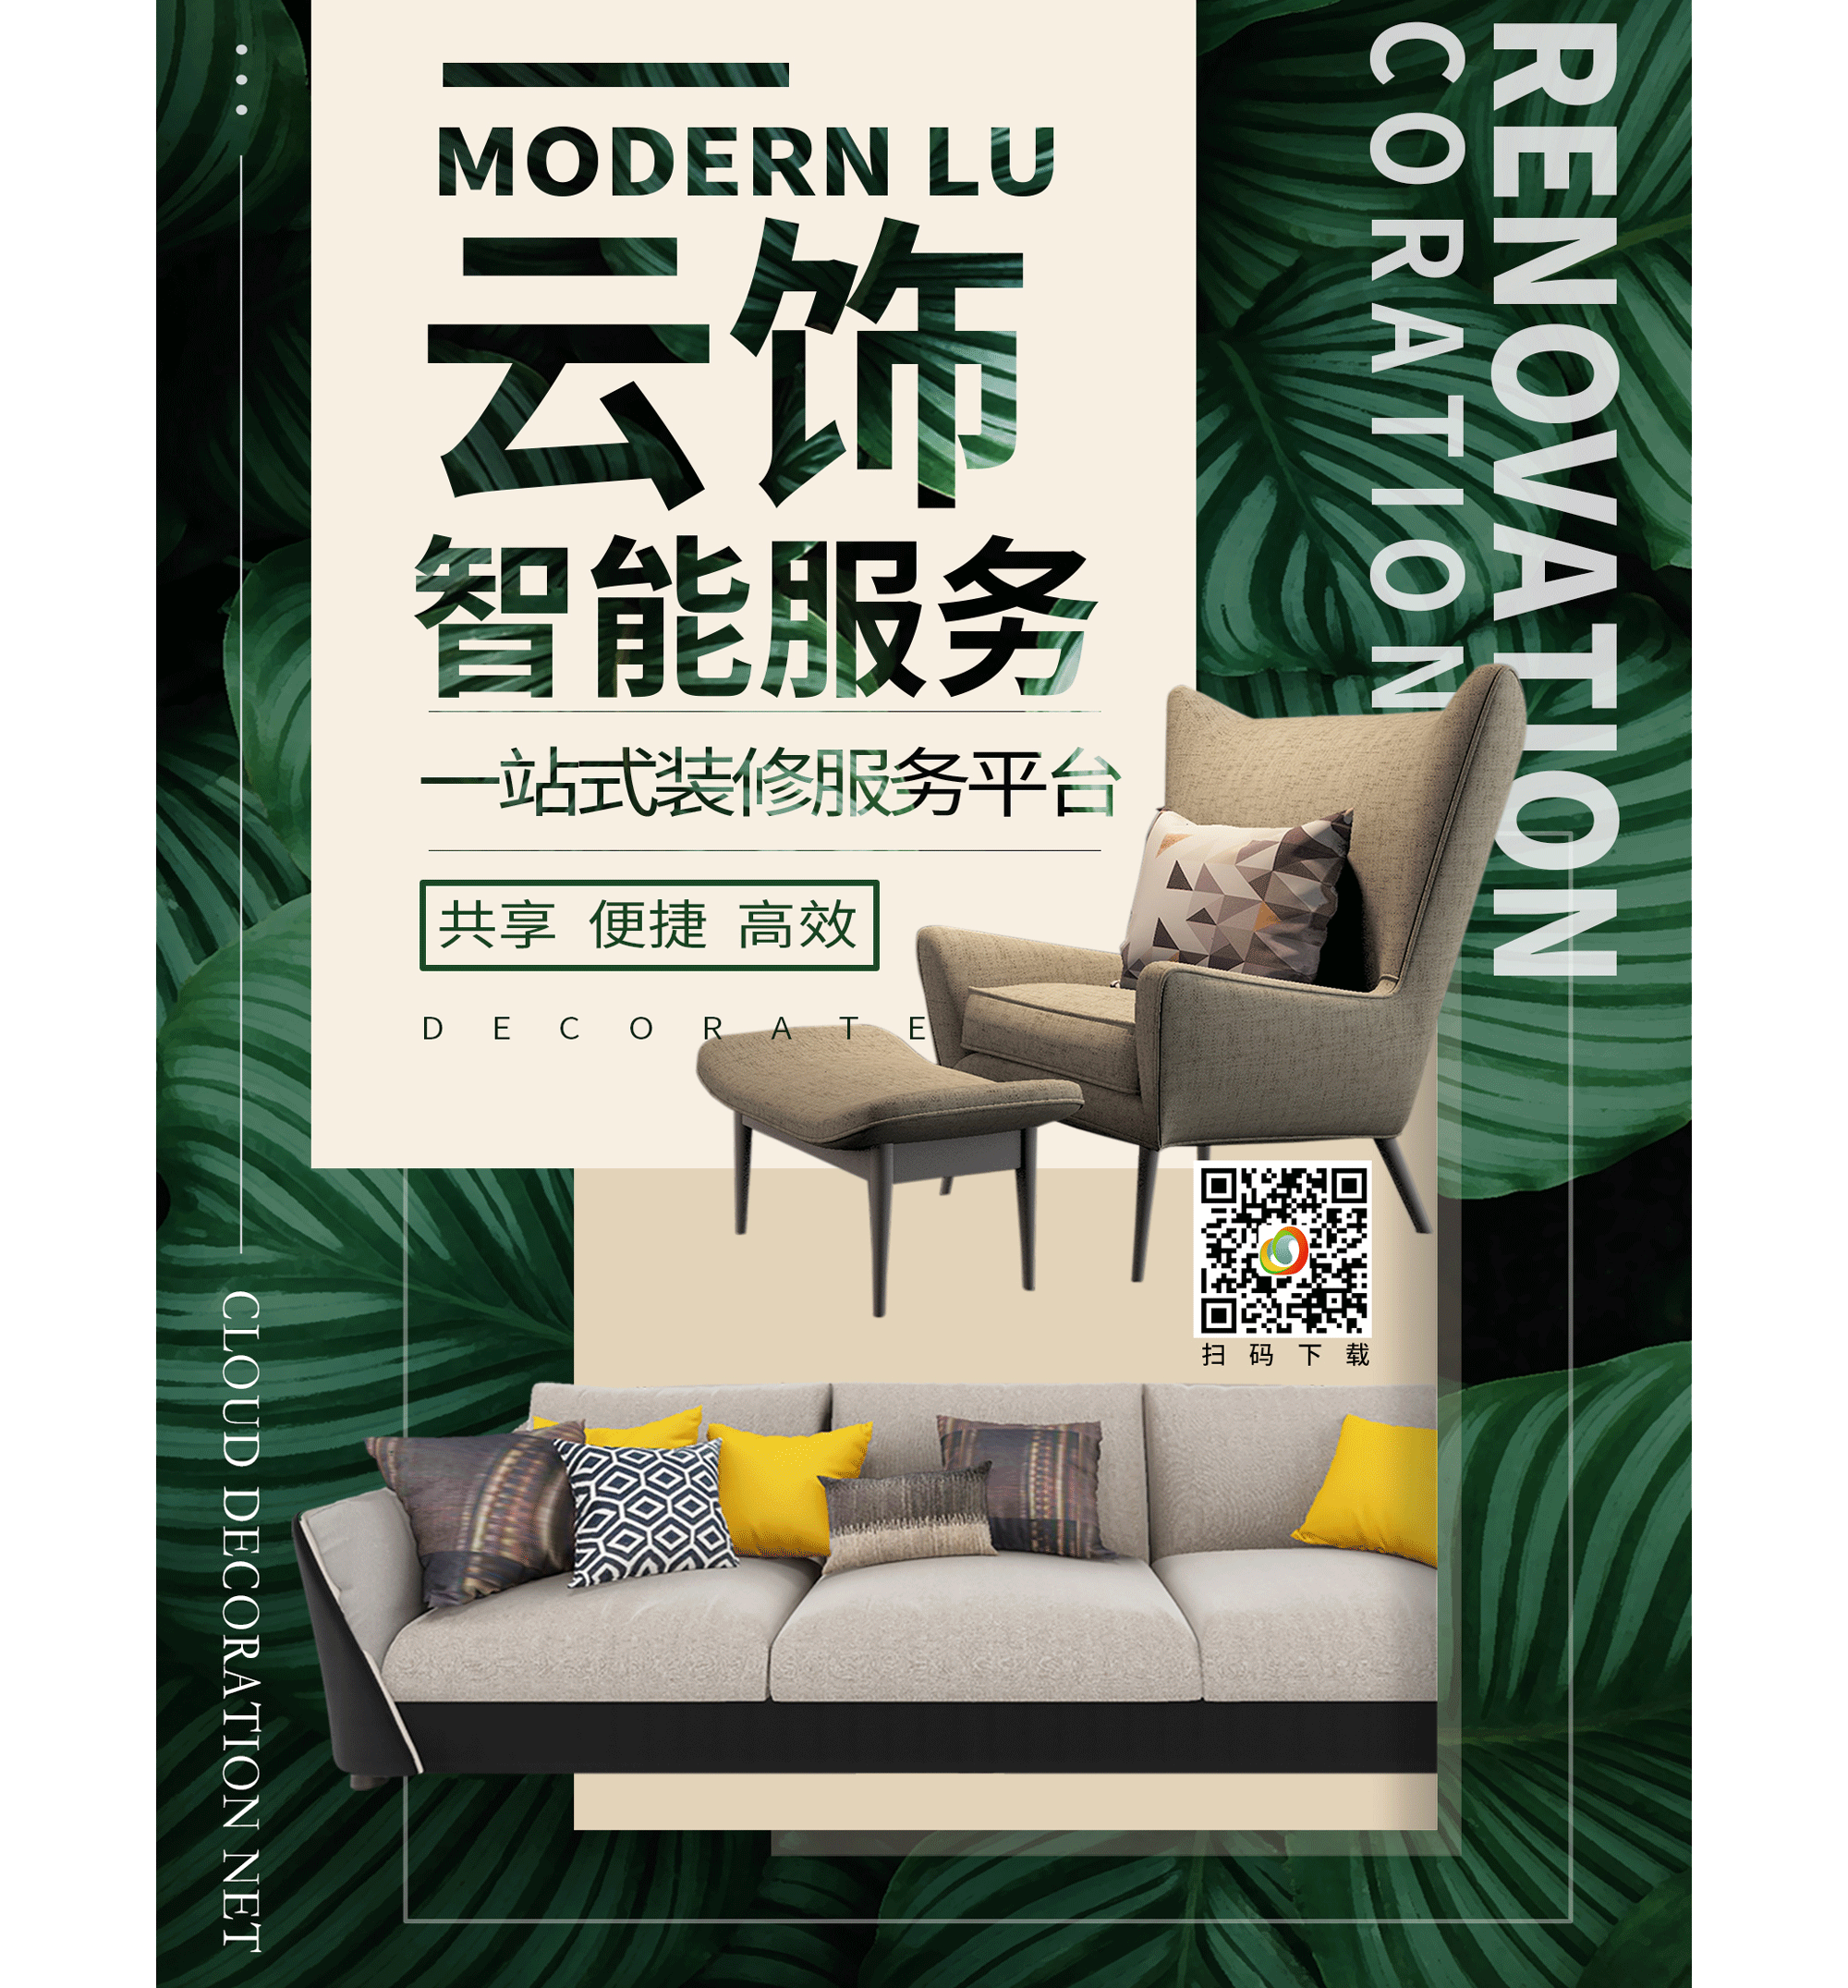 MODERN LU
云饰
智能服务
一站式装修服务平台
共享 便捷 高效
DECORATE
RENOVATION
CORATION
扫码下载
CLOUD DECORATION NET